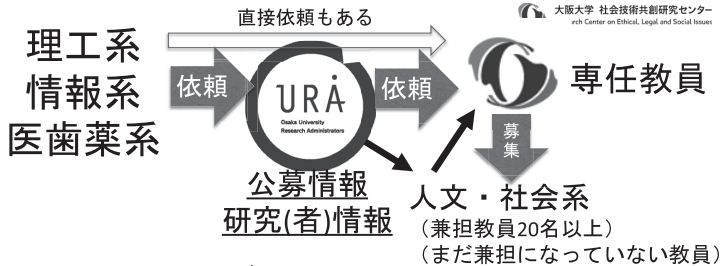 大阪大学 社会技術共創研究センター
rch Center on Ethical, Legal and Social Issues
直接依頼もある
理工系
情報系
医歯薬系
依頼
URA
Osaka University
Research Administrators
依頼
専任教員
募集
公募情報
研究(者)情報
人文・社会系
（兼担教員20名以上）
（まだ兼担になっていない教員）